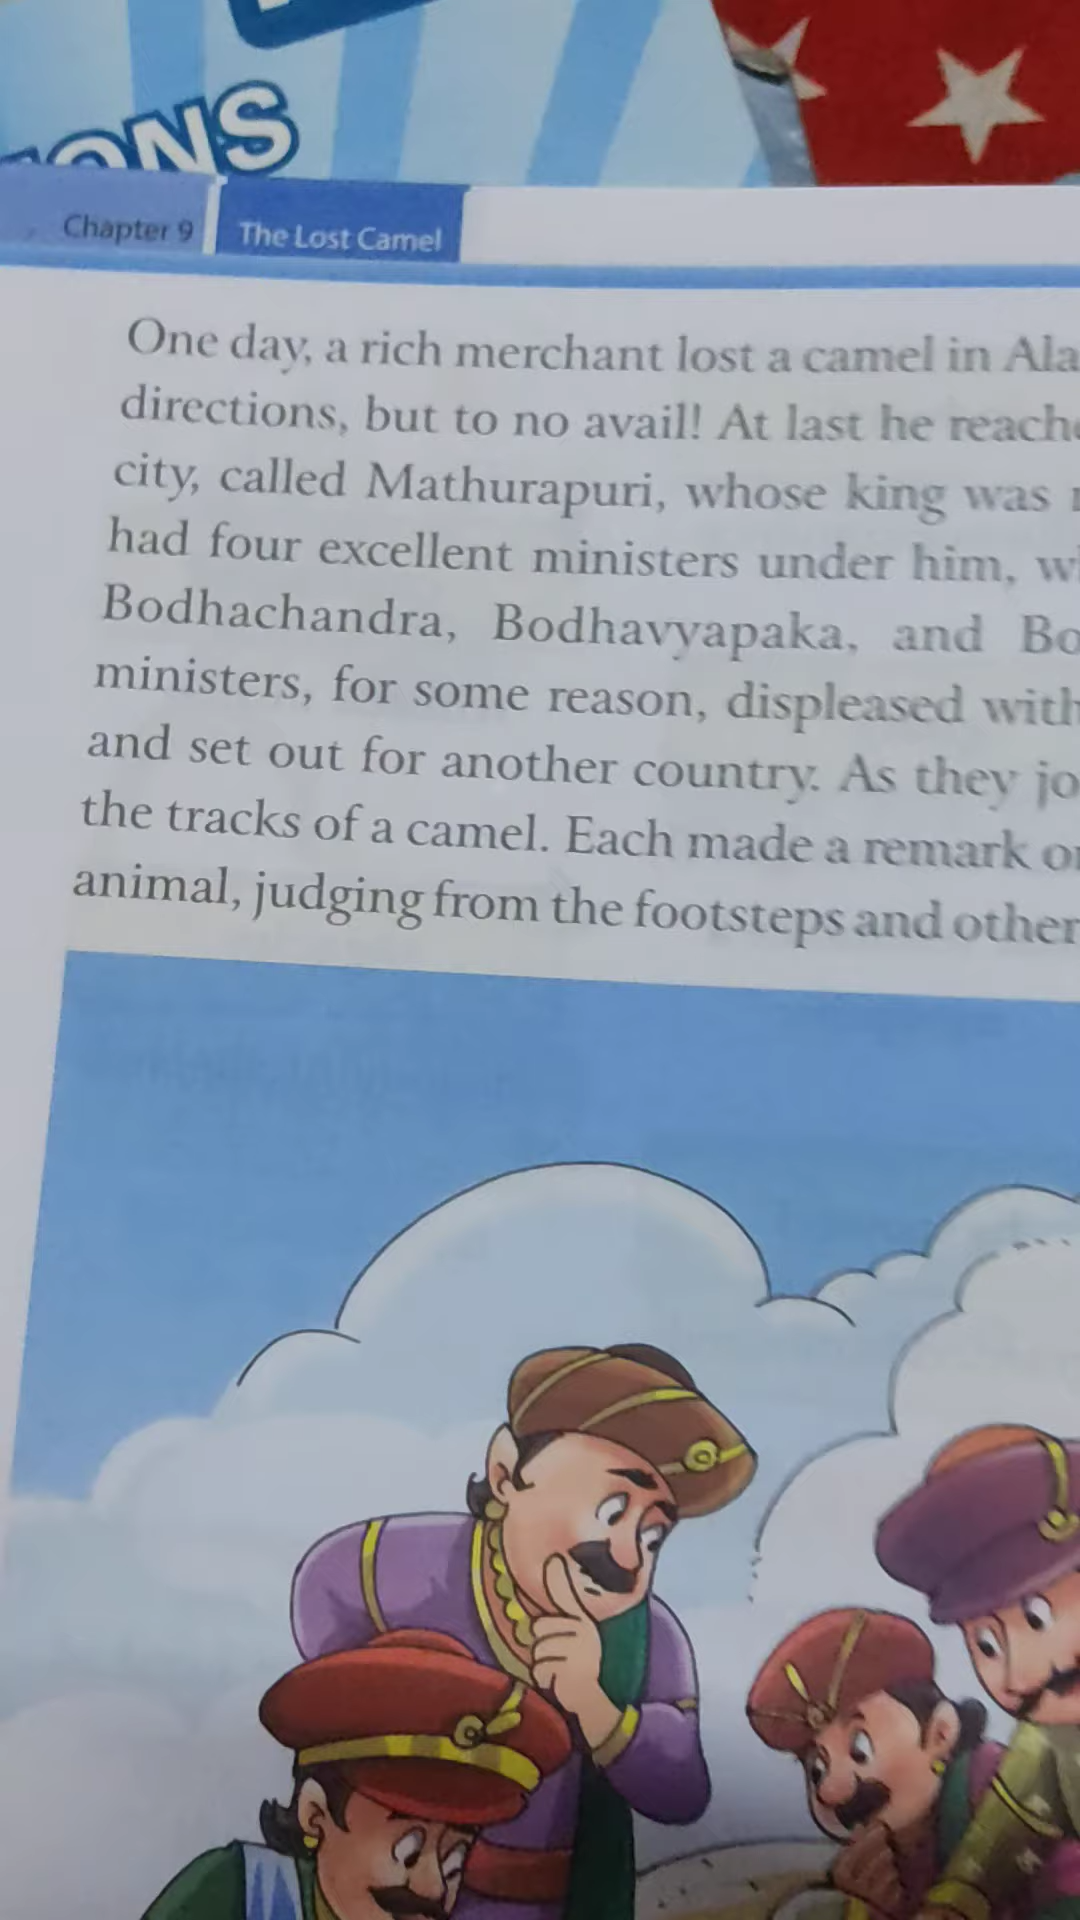 ONS
Chapter 9 The Lost Camel
One day, a rich merchant lost a camel in Ala
directions, but to no avail! At last he reach
city, called Mathurapuri, whose king was
had four excellent ministers under him, w
Bodhachandra, Bodhavyapaka, and Bo
ministers, for some reason, displeased with
and set out for another country. As they jo
the tracks of a camel. Each made a remark o
animal, judging from the footsteps and other